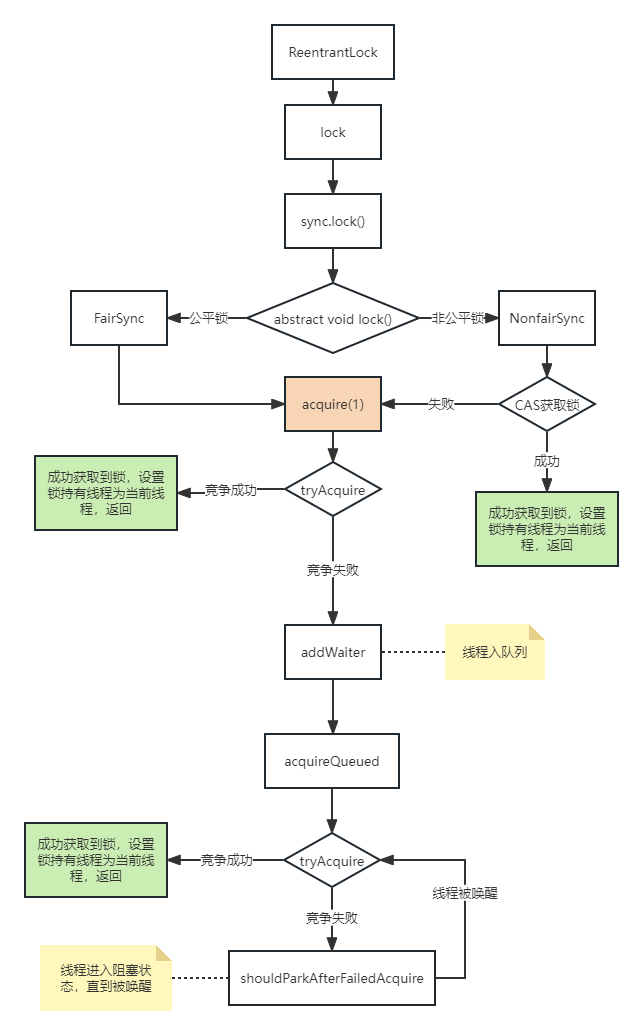 ReentrantLock
lock
sync.lock()
FairSync
公平锁
abstract void lock()
非公平锁
NonfairSync
acquire(1)
失败
CAS获取锁
成功获取到锁，设置
锁持有线程为当前线
程，返回
竞争成功
tryAcquire
成功
成功获取到锁，设置
锁持有线程为当前线
程，返回
竞争失败
addWaiter
线程入队列
acquireQueued
成功获取到锁，设置
锁持有线程为当前线
程，返回
竞争成功
tryAcquire
线程被唤醒
竞争失败
线程进入阻塞状
态，直到被唤醒
shouldParkAfterFailedAcquire